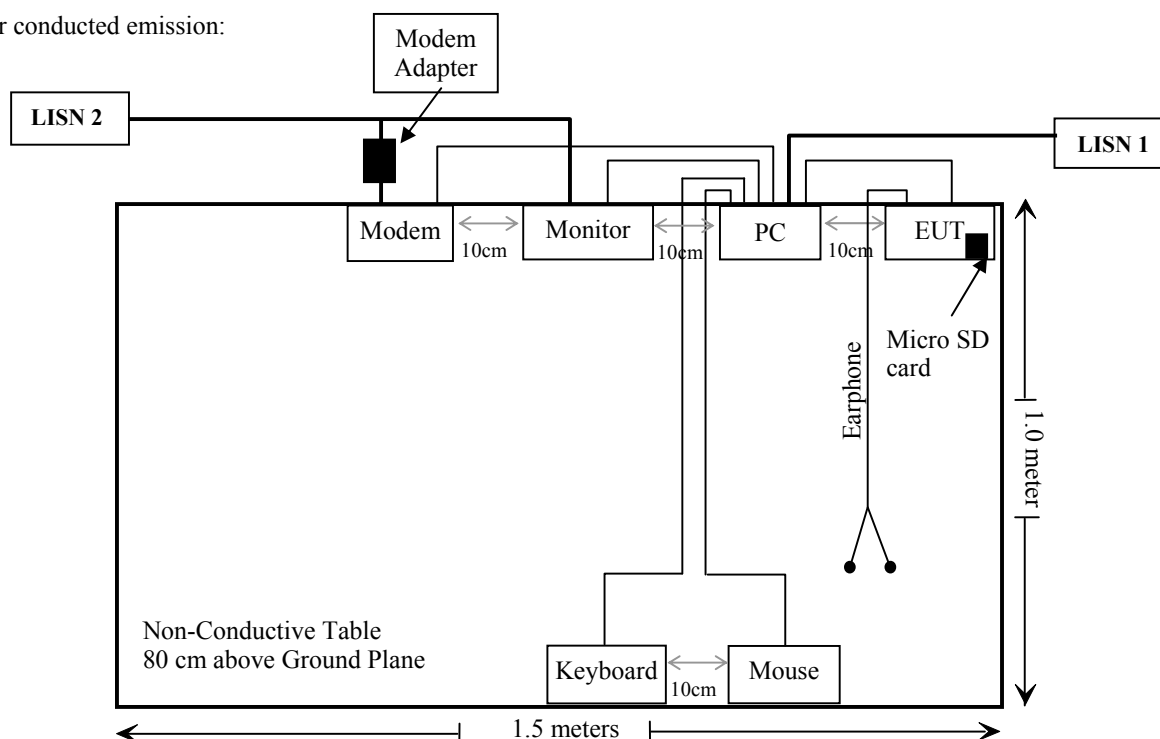 r conducted emission:
Modem
Adapter
LISN 2
LISN 1
Modem
Monitor
PC
EUT
10cm
10cm
10cm
Micro SD
card
Earphone
1.0 meter
Non-Conductive Table
80 cm above Ground Plane
Keyboard
Mouse
10cm
1.5 meters